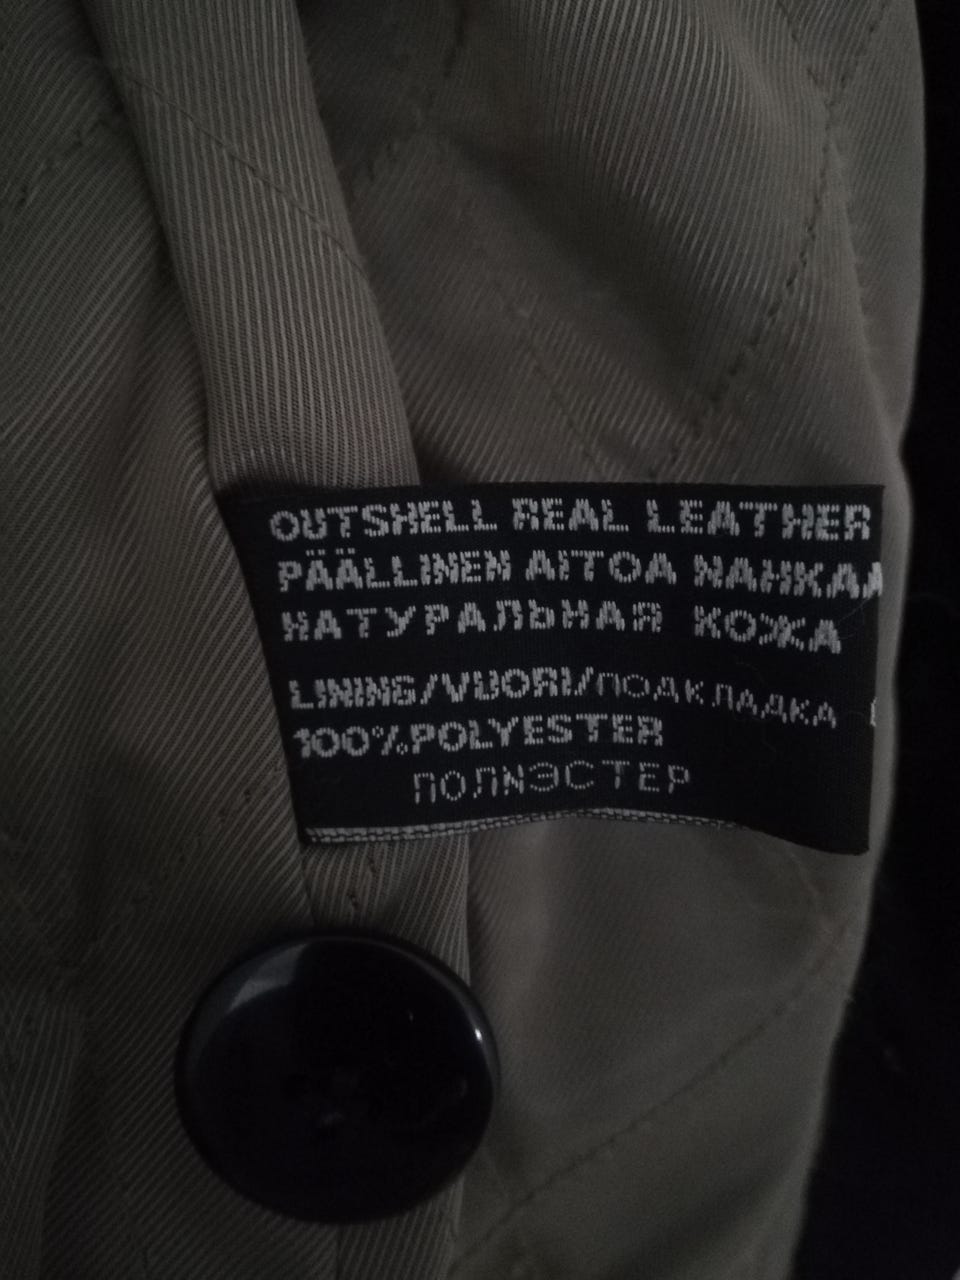 OUTSHELL REAL LEATHER
PÄÄLLINEN AITOA NAHKAA
НАТУРАЛЬНАЯ КОЖА
LINING/VUORI/ПОДКЛАДКА
100%POLYESTER
ПОЛИЭСТЕР